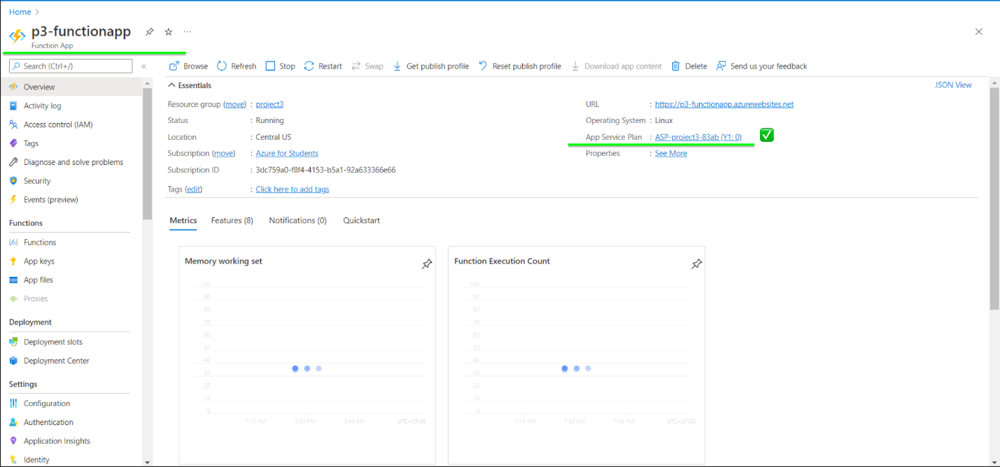 Home >
p3-functionapp ...
Function App
Search (Ctrl+/) «
Overview
Activity log
Access control (IAM)
Tags
Diagnose and solve problems
Security
Events (preview)
Functions
Functions
App keys
App files
Proxies
Deployment
Deployment slots
Deployment Center
Settings
Configuration
Authentication
Application Insights
Identity
Browse Refresh Stop Restart Swap Get publish profile Reset publish profile Download app content Delete Send us your feedback
Essentials JSON View
Resource group (move) : project3
Status : Running
Location : Central US
Subscription (move) : Azure for Students
Subscription ID : 3dc759a0-f8f4-4153-b5a1-92a633366e66
Tags (edit) : Click here to add tags
URL : https://p3-functionapp.azurewebsites.net
Operating System : Linux
App Service Plan : ASP-project3-83ab (Y1: 0)
Properties : See More
Metrics Features (8) Notifications (0) Quickstart
Memory working set
100
90
80
70
60
50
40
30
20
10
0
7:15 PM 7:30 PM 7:45 PM UTC+07:00
Function Execution Count
100
90
80
70
60
50
40
30
20
10
0
7:15 PM 7:30 PM 7:45 PM UTC+07:00